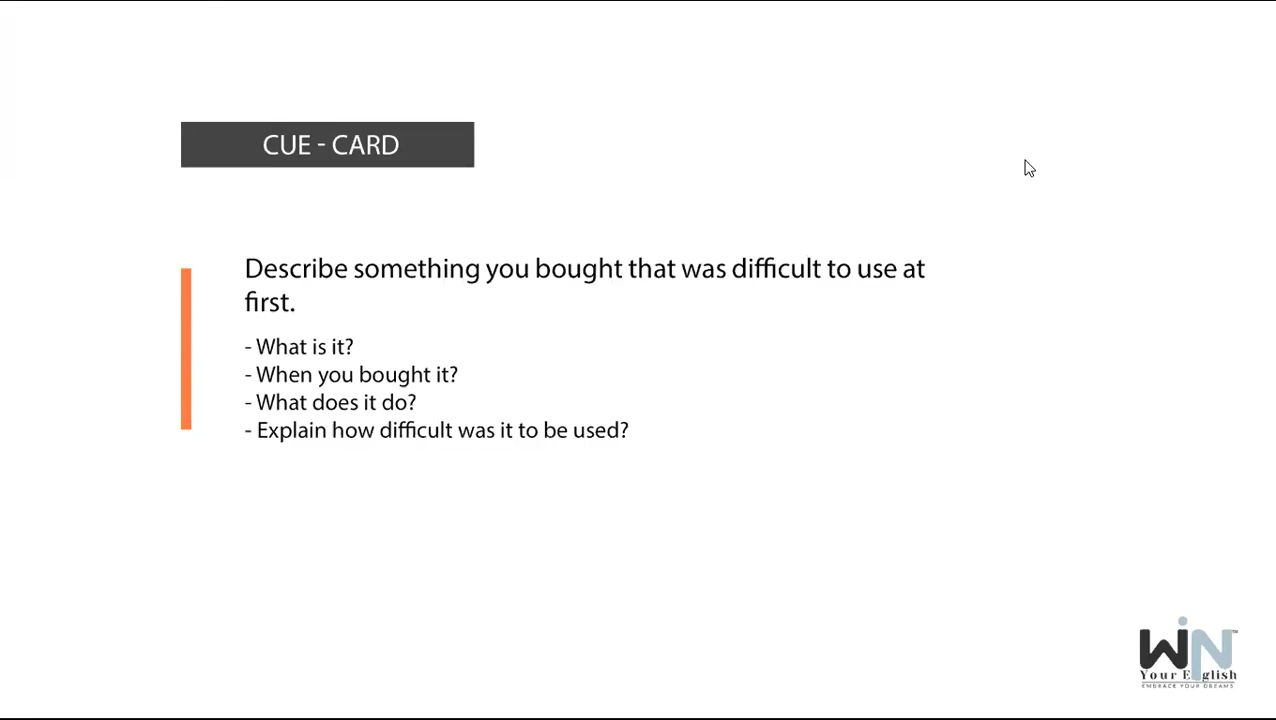 CUE - CARD
Describe something you bought that was difficult to use at
first.
- What is it?
- When you bought it?
- What does it do?
- Explain how difficult was it to be used?
WiN™
Your English
EMBRACE YOUR DREAMS